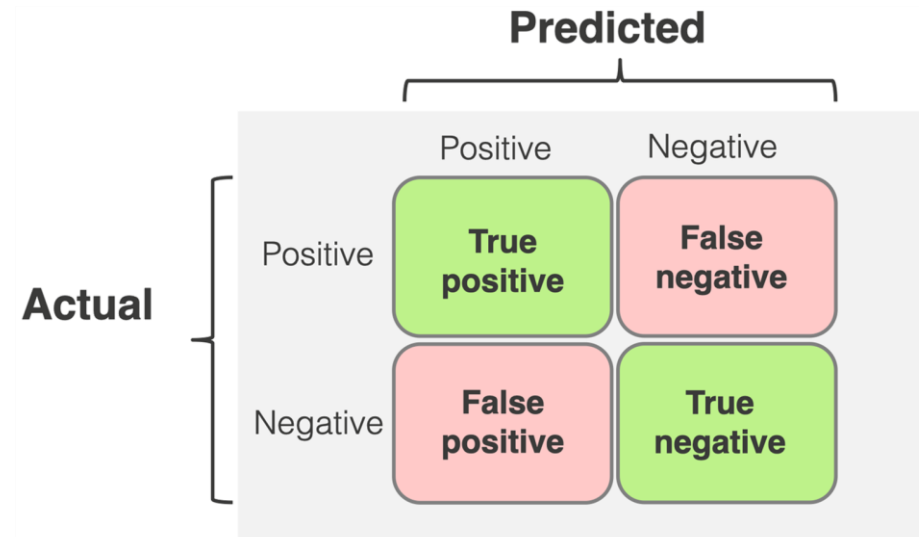 Predicted
Positive
Negative
Positive
True
positive
False
negative
Actual
Negative
False
positive
True
negative